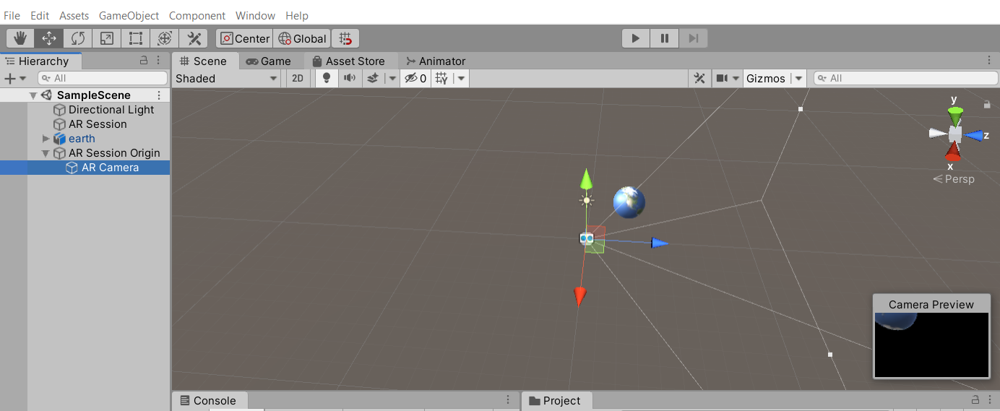 File Edit Assets GameObject Component Window Help
Center Global
Hierarchy
Scene Game Asset Store Animator
All
Shaded 2D 0 Gizmos All
SampleScene
Directional Light
AR Session
earth
AR Session Origin
AR Camera
y
z
x
Persp
Camera Preview
Console Project